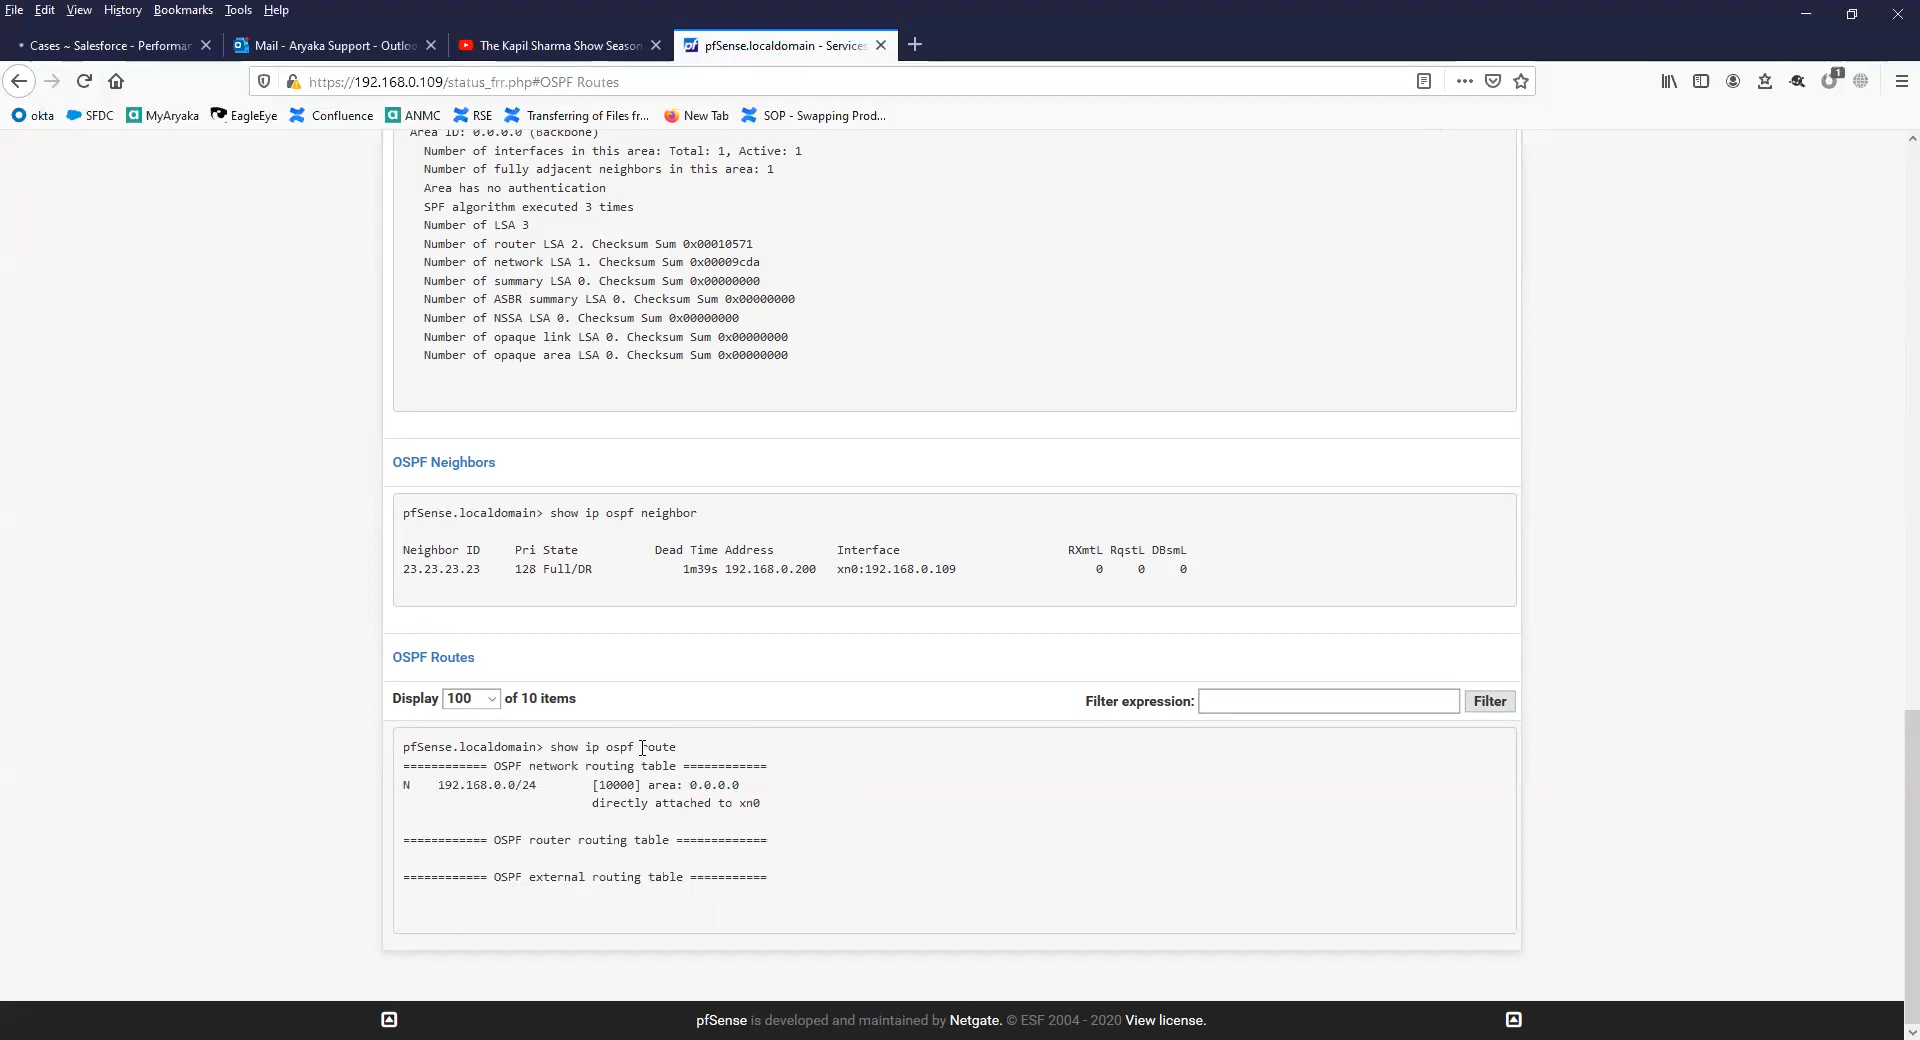 File Edit View History Bookmarks Tools Help
Cases ~ Salesforce - Performan
Mail - Aryaka Support - Outloo
The Kapil Sharma Show Season
pfSense.localdomain - Services
https://192.168.0.109/status_frr.php#OSPF Routes
1
okta SFDC MyAryaka EagleEye Confluence ANMC RSE Transferring of Files fr... New Tab SOP - Swapping Prod...
Area ID: 0.0.0.0 (Backbone)
Number of interfaces in this area: Total: 1, Active: 1
Number of fully adjacent neighbors in this area: 1
Area has no authentication
SPF algorithm executed 3 times
Number of LSA 3
Number of router LSA 2. Checksum Sum 0x00010571
Number of network LSA 1. Checksum Sum 0x00009cda
Number of summary LSA 0. Checksum Sum 0x00000000
Number of ASBR summary LSA 0. Checksum Sum 0x00000000
Number of NSSA LSA 0. Checksum Sum 0x00000000
Number of opaque link LSA 0. Checksum Sum 0x00000000
Number of opaque area LSA 0. Checksum Sum 0x00000000
OSPF Neighbors
pfSense.localdomain> show ip ospf neighbor
Neighbor ID Pri State Dead Time Address Interface RXmtL RqstL DBsmL
23.23.23.23 128 Full/DR 1m39s 192.168.0.200 xn0:192.168.0.109 0 0 0
OSPF Routes
Display 100 of 10 items Filter expression: Filter
pfSense.localdomain> show ip ospf route
============ OSPF network routing table ============
N 192.168.0.0/24 [10000] area: 0.0.0.0
directly attached to xn0
============ OSPF router routing table =============
============ OSPF external routing table ===========
pfSense is developed and maintained by Netgate. © ESF 2004 - 2020 View license.